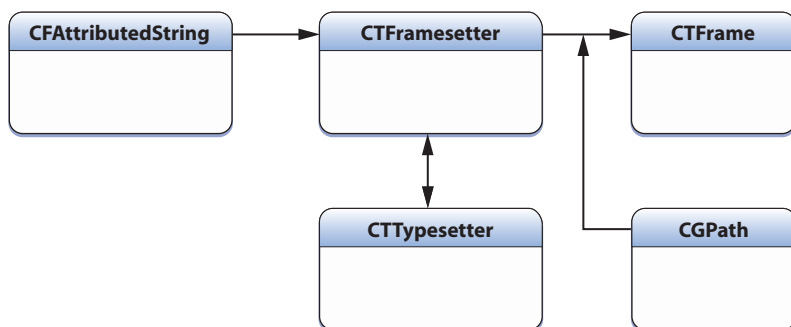 CFAttributedString
CTFramesetter
CTFrame
CTTypesetter
CGPath